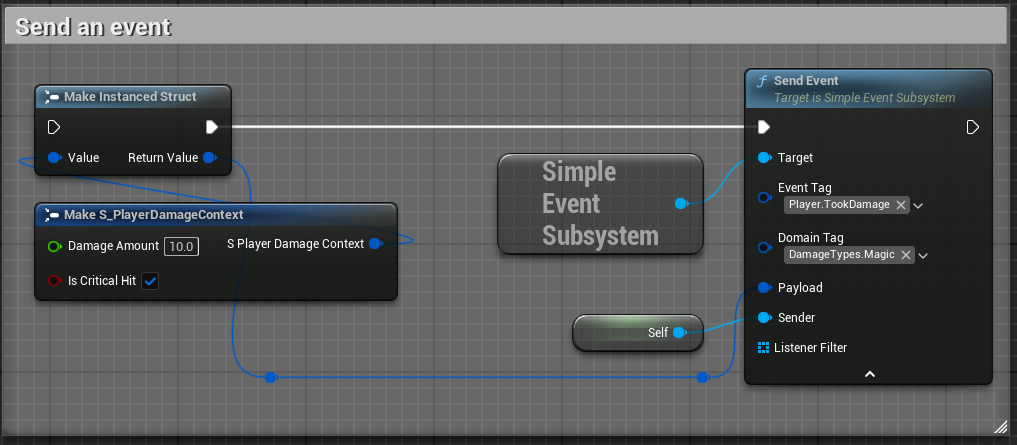 Send an event
Make Instanced Struct
Value
Return Value
Make S_PlayerDamageContext
Damage Amount 10.0
S Player Damage Context
Is Critical Hit
Simple
Event
Subsystem
Self
Send Event
Target is Simple Event Subsystem
Target
Event Tag
Player.TookDamage
Domain Tag
DamageTypes.Magic
Payload
Sender
Listener Filter